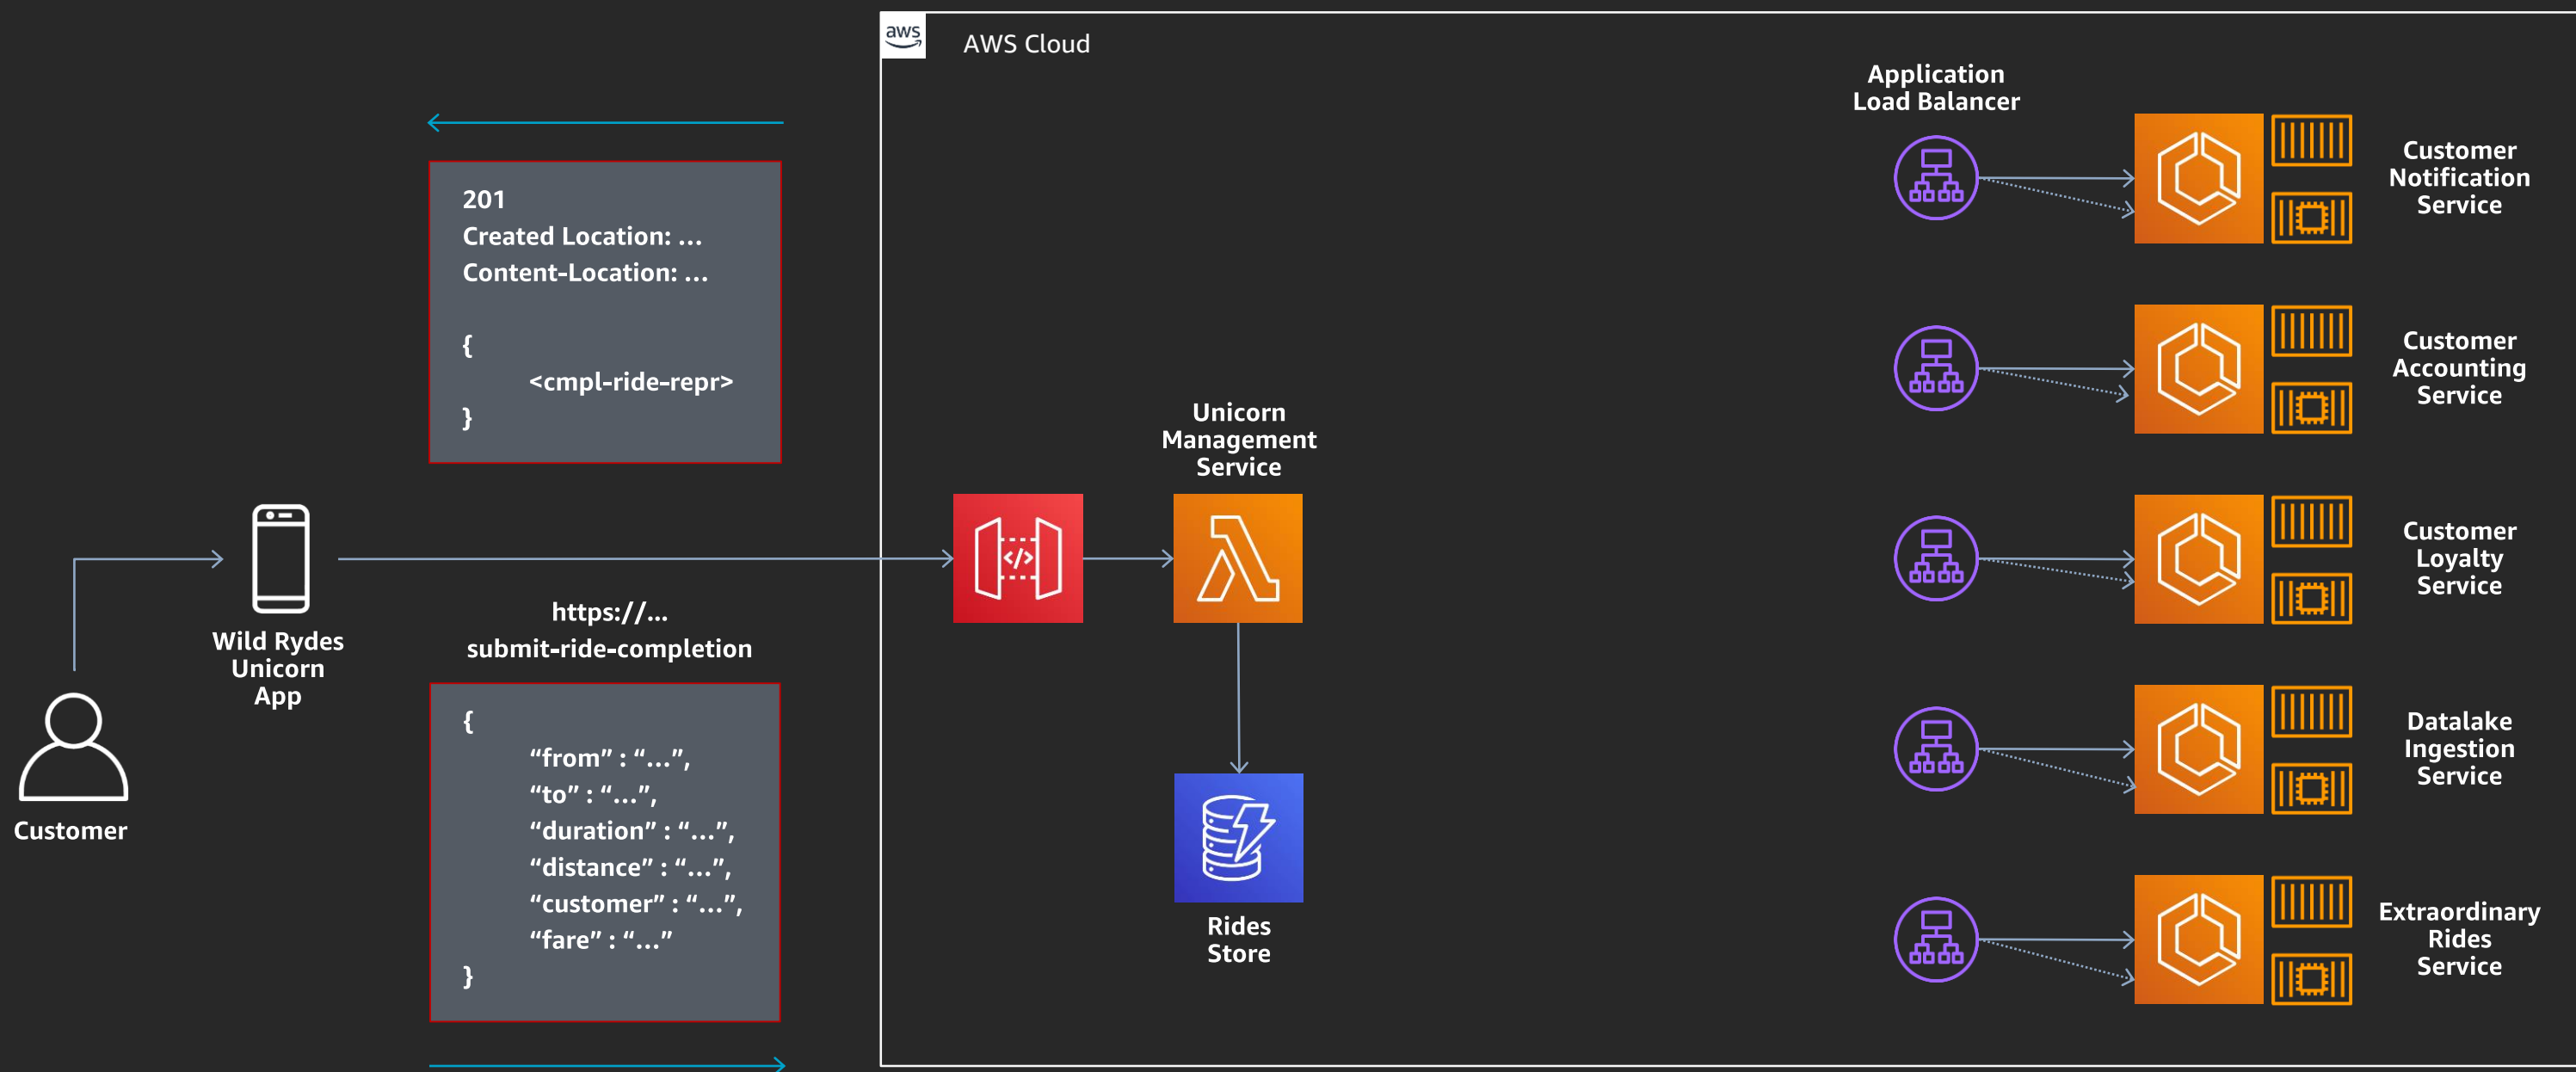 aws
AWS Cloud
201
Created Location: ...
Content-Location: ...
{
<cmpl-ride-repr>
}
Customer
Wild Rydes
Unicorn
App
https://...
submit-ride-completion
{
“from” : “...”,
“to” : “...”,
“duration” : “...”,
“distance” : “...”,
“customer” : “...”,
“fare” : “...”
}
Unicorn
Management
Service
</>
Rides
Store
Application
Load Balancer
Customer
Notification
Service
Customer
Accounting
Service
Customer
Loyalty
Service
Datalake
Ingestion
Service
Extraordinary
Rides
Service